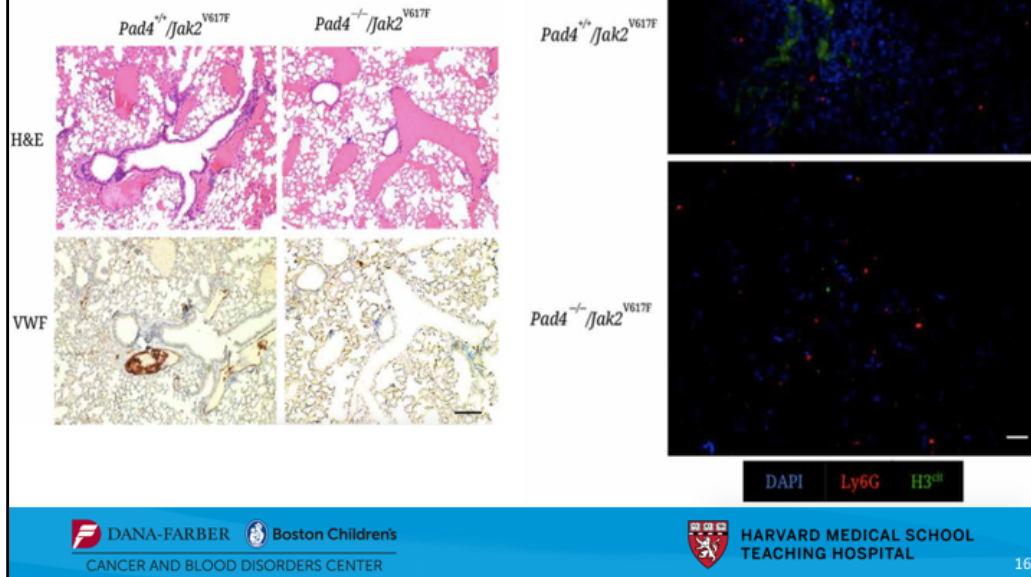 Pad4+/+/Jak2V617F
Pad4−/−/Jak2V617F
H&E
VWF
Pad4+/+/Jak2V617F
Pad4−/−/Jak2V617F
DAPI Ly6G H3cit
DANA-FARBER Boston Children's
CANCER AND BLOOD DISORDERS CENTER
HARVARD MEDICAL SCHOOL
TEACHING HOSPITAL
16